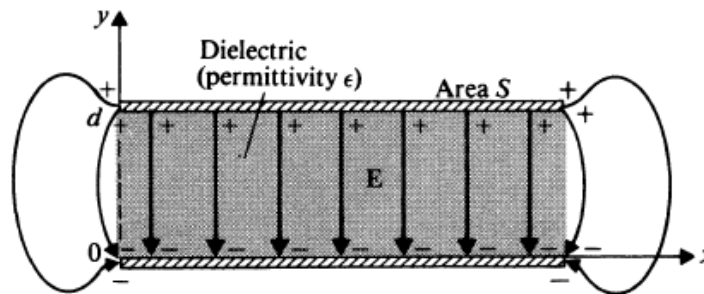 y
Dielectric
(permittivity ϵ)
Area S
+ +
d + + + + + + + + +
E
0 − − − − − − − − − x
− −